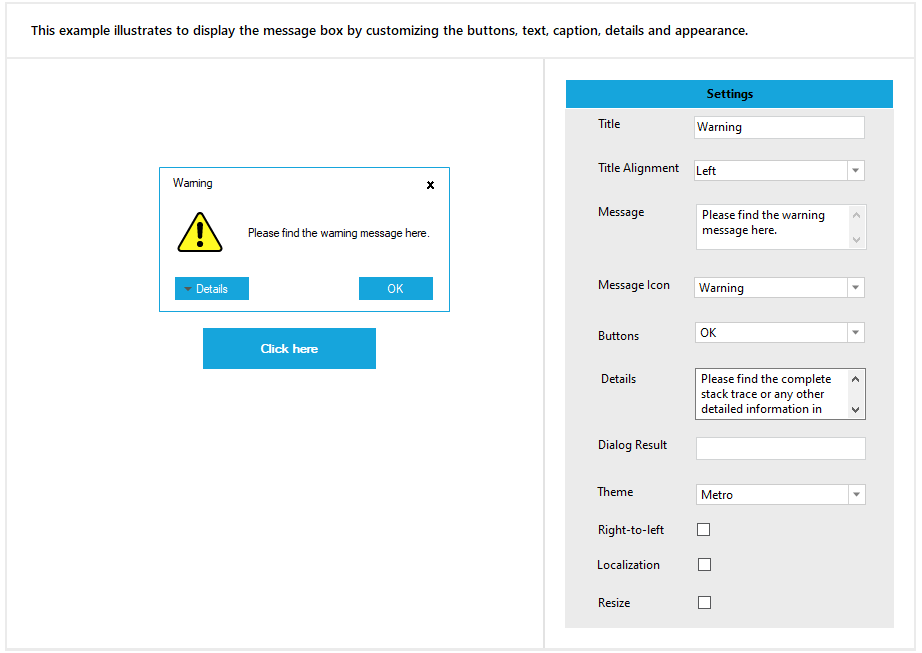 This example illustrates to display the message box by customizing the buttons, text, caption, details and appearance.
Warning
x
Please find the warning message here.
Details
OK
Click here
Settings
Title
Warning
Title Alignment
Left
Message
Please find the warning
message here.
Message Icon
Warning
Buttons
OK
Details
Please find the complete
stack trace or any other
detailed information in
Dialog Result
Theme
Metro
Right-to-left
Localization
Resize